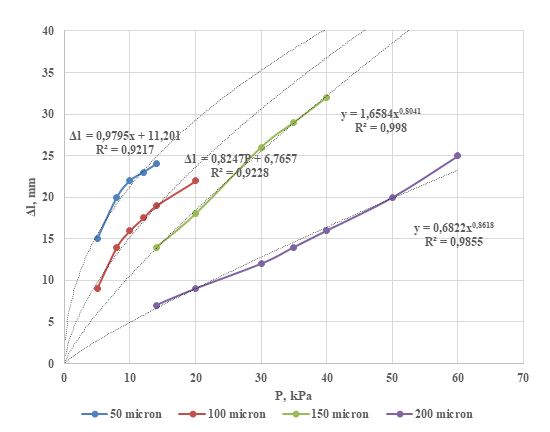 40
35
30
25
20
15
10
5
0
Δl, mm
Δl = 0,9795x + 11,201
R² = 0,9217
Δl = 0,8247P + 6,7657
R² = 0,9228
y = 1,6584x^0,8041
R² = 0,998
y = 0,6822x^0,8618
R² = 0,9855
0 10 20 30 40 50 60 70
P, kPa
50 micron 100 micron 150 micron 200 micron